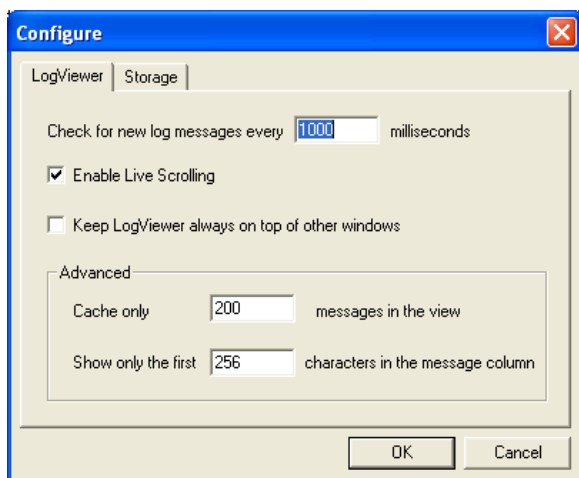 Configure
LogViewer Storage
Check for new log messages every 1000 milliseconds
Enable Live Scrolling
Keep LogViewer always on top of other windows
Advanced
Cache only 200 messages in the view
Show only the first 256 characters in the message column
OK Cancel